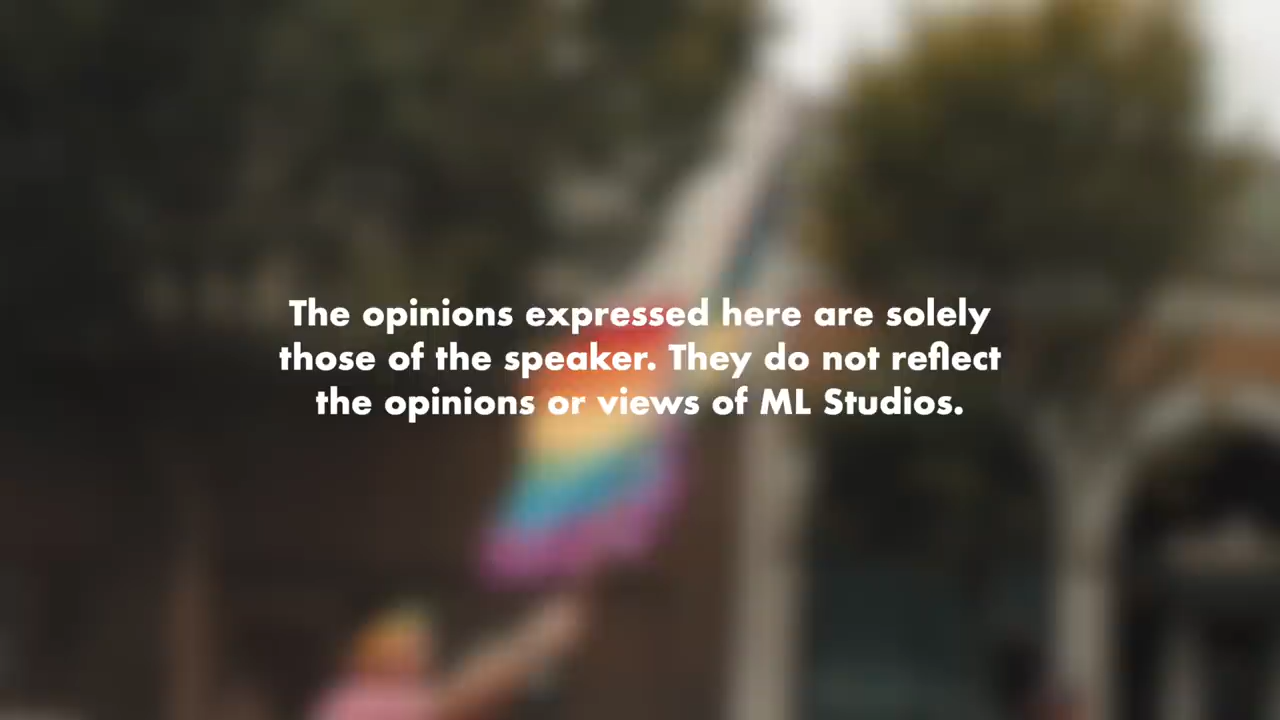 The opinions expressed here are solely
those of the speaker. They do not reflect
the opinions or views of ML Studios.